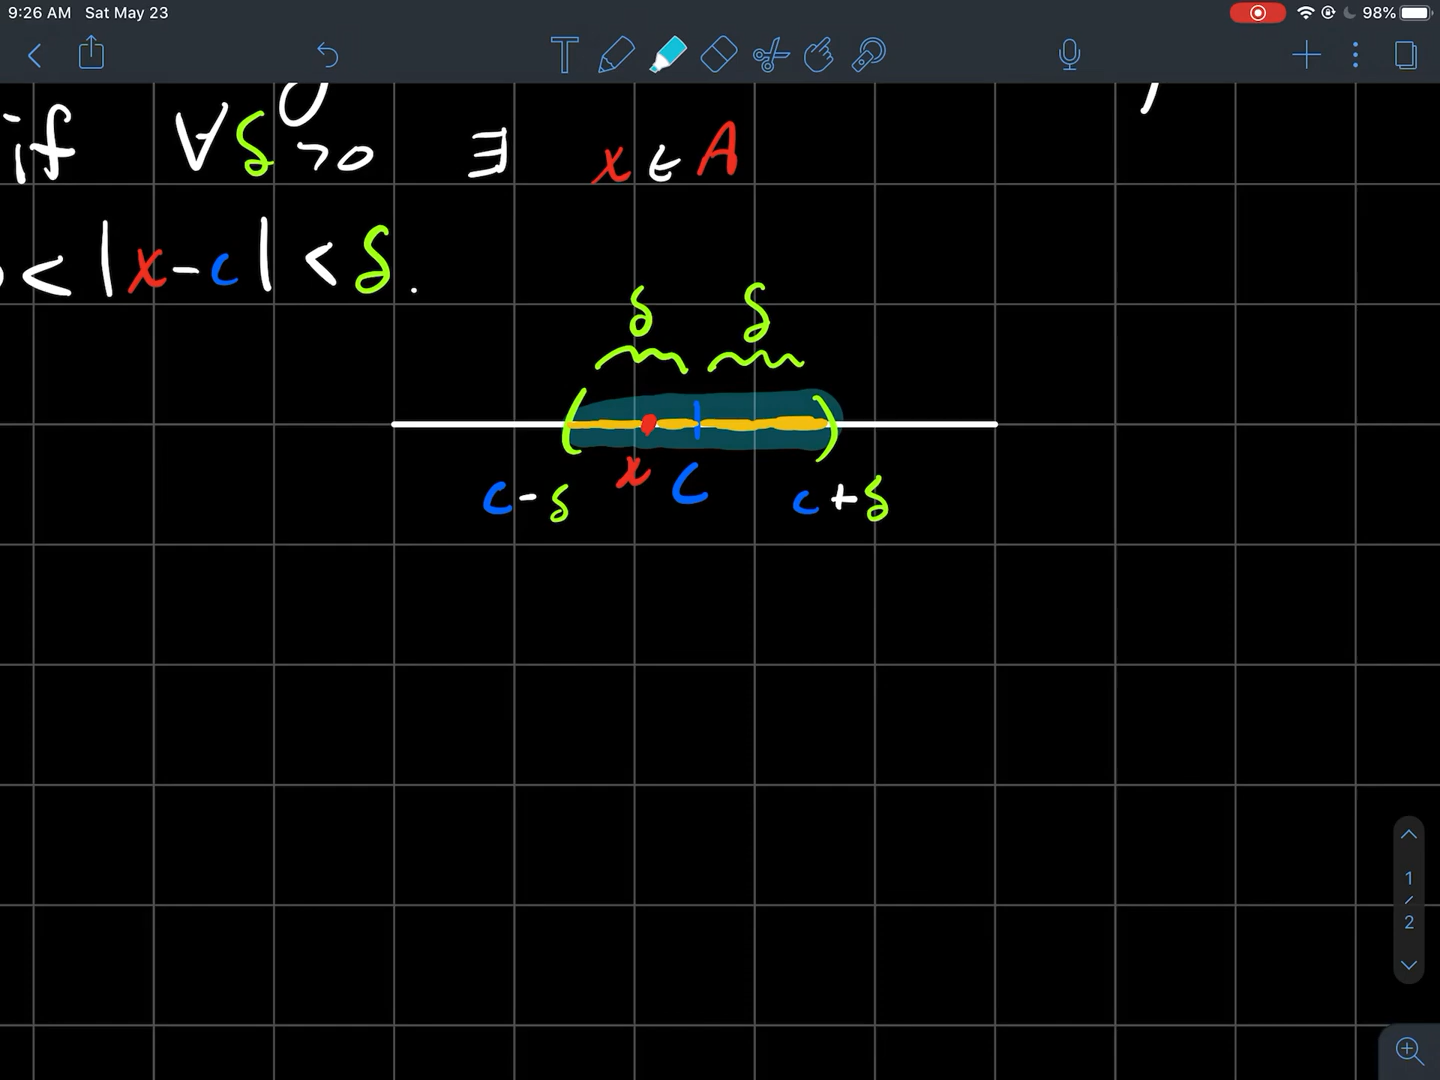 9:26 AM Sat May 23
98%
if ∀δ>0 ∃ x∈A
< |x-c| < δ.
δ δ
( )
x c
c-δ c+δ
1
/
2